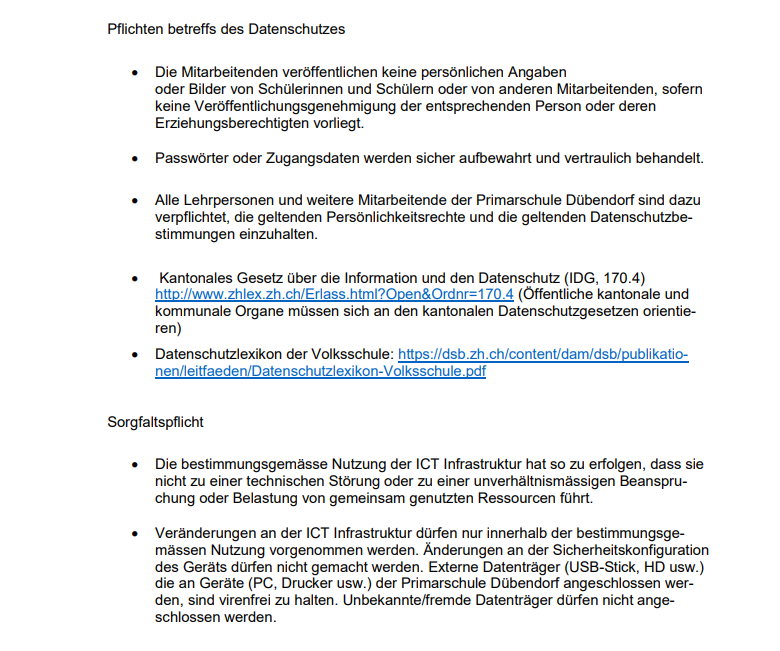 Pflichten betreffs des Datenschutzes
• Die Mitarbeitenden veröffentlichen keine persönlichen Angaben
oder Bilder von Schülerinnen und Schülern oder von anderen Mitarbeitenden, sofern
keine Veröffentlichungsgenehmigung der entsprechenden Person oder deren
Erziehungsberechtigten vorliegt.
• Passwörter oder Zugangsdaten werden sicher aufbewahrt und vertraulich behandelt.
• Alle Lehrpersonen und weitere Mitarbeitende der Primarschule Dübendorf sind dazu
verpflichtet, die geltenden Persönlichkeitsrechte und die geltenden Datenschutzbe-
stimmungen einzuhalten.
• Kantonales Gesetz über die Information und den Datenschutz (IDG, 170.4)
http://www.zhlex.zh.ch/Erlass.html?Open&Ordnr=170.4 (Öffentliche kantonale und
kommunale Organe müssen sich an den kantonalen Datenschutzgesetzen orientie-
ren)
• Datenschutzlexikon der Volksschule: https://dsb.zh.ch/content/dam/dsb/publikatio-
nen/leitfaeden/Datenschutzlexikon-Volksschule.pdf
Sorgfaltspflicht
• Die bestimmungsgemässe Nutzung der ICT Infrastruktur hat so zu erfolgen, dass sie
nicht zu einer technischen Störung oder zu einer unverhältnismässigen Beanspru-
chung oder Belastung von gemeinsam genutzten Ressourcen führt.
• Veränderungen an der ICT Infrastruktur dürfen nur innerhalb der bestimmungsge-
mässen Nutzung vorgenommen werden. Änderungen an der Sicherheitskonfiguration
des Geräts dürfen nicht gemacht werden. Externe Datenträger (USB-Stick, HD usw.)
die an Geräte (PC, Drucker usw.) der Primarschule Dübendorf angeschlossen wer-
den, sind virenfrei zu halten. Unbekannte/fremde Datenträger dürfen nicht ange-
schlossen werden.